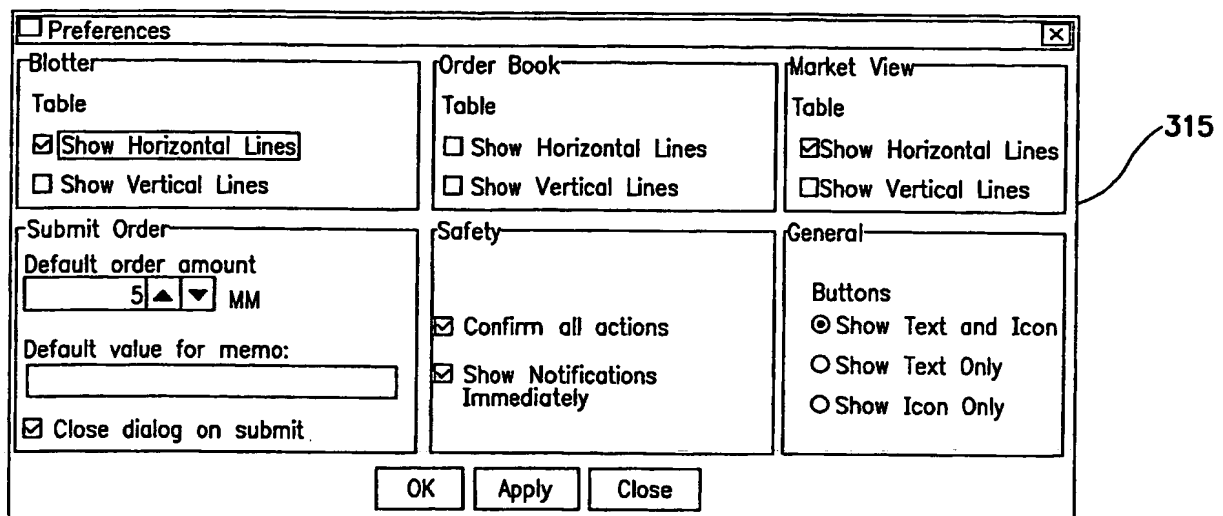 Preferences
Blotter
Table
Show Horizontal Lines
Show Vertical Lines
Order Book
Table
Show Horizontal Lines
Show Vertical Lines
Market View
Table
Show Horizontal Lines
Show Vertical Lines
315
Submit Order
Default order amount
5 MM
Default value for memo:
Close dialog on submit
Safety
Confirm all actions
Show Notifications
Immediately
General
Buttons
Show Text and Icon
Show Text Only
Show Icon Only
OK Apply Close